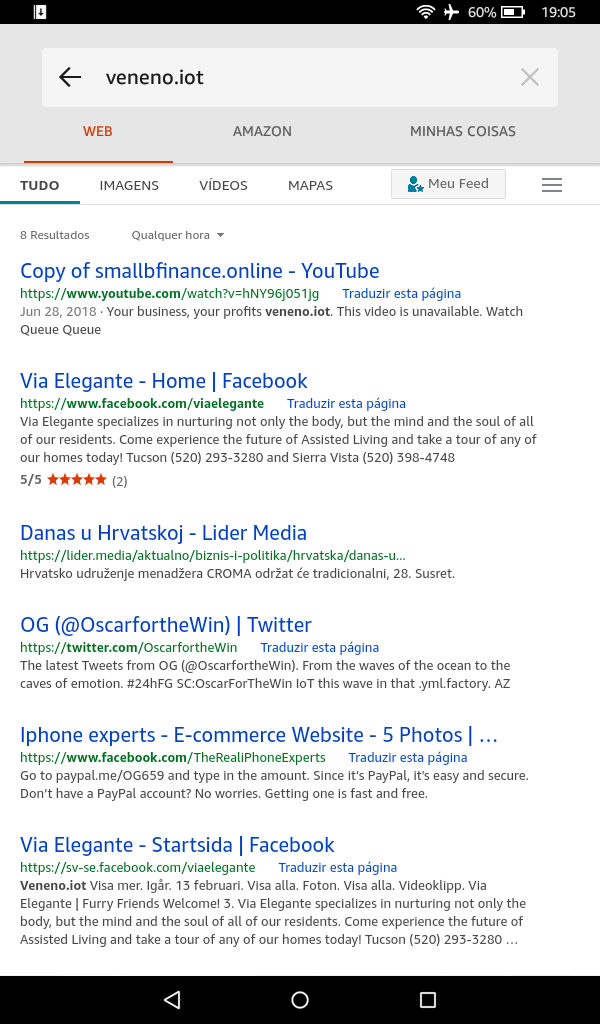 60% 19:05
veneno.iot
WEB AMAZON MINHAS COISAS
TUDO IMAGENS VÍDEOS MAPAS Meu Feed
8 Resultados Qualquer hora
Copy of smallbfinance.online - YouTube
https://www.youtube.com/watch?v=hNY96j051jg Traduzir esta página
Jun 28, 2018 · Your business, your profits veneno.iot. This video is unavailable. Watch
Queue Queue
Via Elegante - Home | Facebook
https://www.facebook.com/viaelegante Traduzir esta página
Via Elegante specializes in nurturing not only the body, but the mind and the soul of all
of our residents. Come experience the future of Assisted Living and take a tour of any of
our homes today! Tucson (520) 293-3280 and Sierra Vista (520) 398-4748
5/5 (2)
Danas u Hrvatskoj - Lider Media
https://lider.media/aktualno/biznis-i-politika/hrvatska/danas-u...
Hrvatsko udruženje menadžera CROMA održat će tradicionalni, 28. Susret.
OG (@OscarfortheWin) | Twitter
https://twitter.com/OscarfortheWin Traduzir esta página
The latest Tweets from OG (@OscarfortheWin). From the waves of the ocean to the
caves of emotion. #24hFG SC:OscarForTheWin IoT this wave in that .yml.factory. AZ
Iphone experts - E-commerce Website - 5 Photos | ...
https://www.facebook.com/TheRealiPhoneExperts Traduzir esta página
Go to paypal.me/OG659 and type in the amount. Since it's PayPal, it's easy and secure.
Don't have a PayPal account? No worries. Getting one is fast and free.
Via Elegante - Startsida | Facebook
https://sv-se.facebook.com/viaelegante Traduzir esta página
Veneno.iot Visa mer. Igår. 13 februari. Visa alla. Foton. Visa alla. Videoklipp. Via
Elegante | Furry Friends Welcome! 3. Via Elegante specializes in nurturing not only the
body, but the mind and the soul of all of our residents. Come experience the future of
Assisted Living and take a tour of any of our homes today! Tucson (520) 293-3280 ...